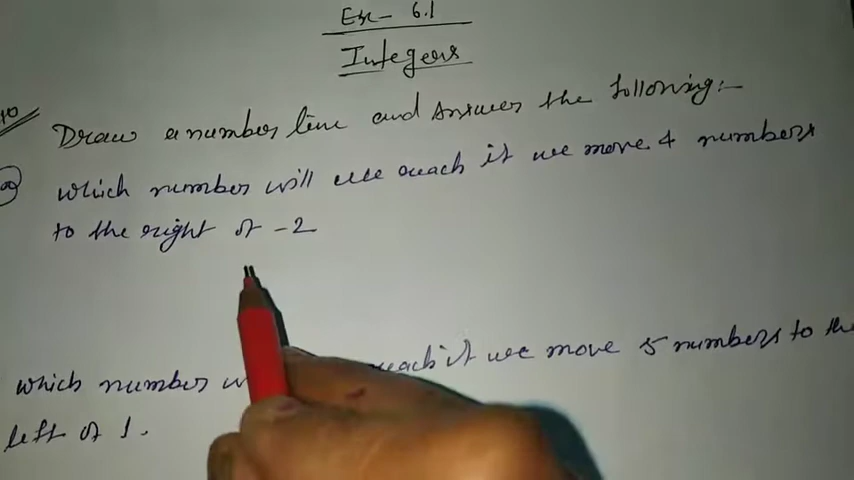 Ex- 6.1
Integers
10
Draw a number line and Answer the following:-
(a) which number will we reach if we move 4 numbers
to the right of -2
which number reach if we move 5 numbers to the
left of 1.